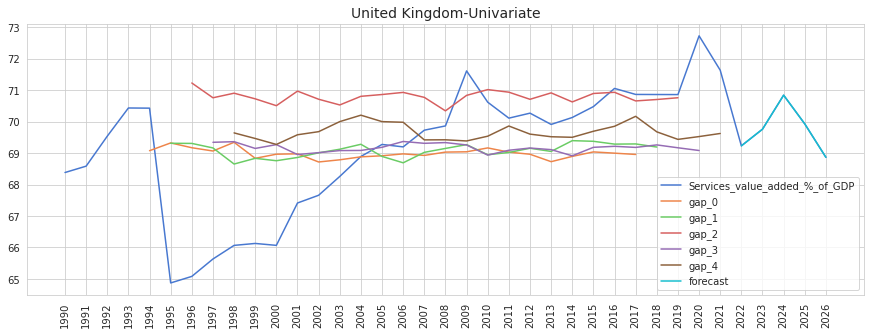 United Kingdom-Univariate
73
72
71
70
69
68
67
66
65
Services_value_added_%_of_GDP
gap_0
gap_1
gap_2
gap_3
gap_4
forecast
1990 1991 1992 1993 1994 1995 1996 1997 1998 1999 2000 2001 2002 2003 2004 2005 2006 2007 2008 2009 2010 2011 2012 2013 2014 2015 2016 2017 2018 2019 2020 2021 2022 2023 2024 2025 2026